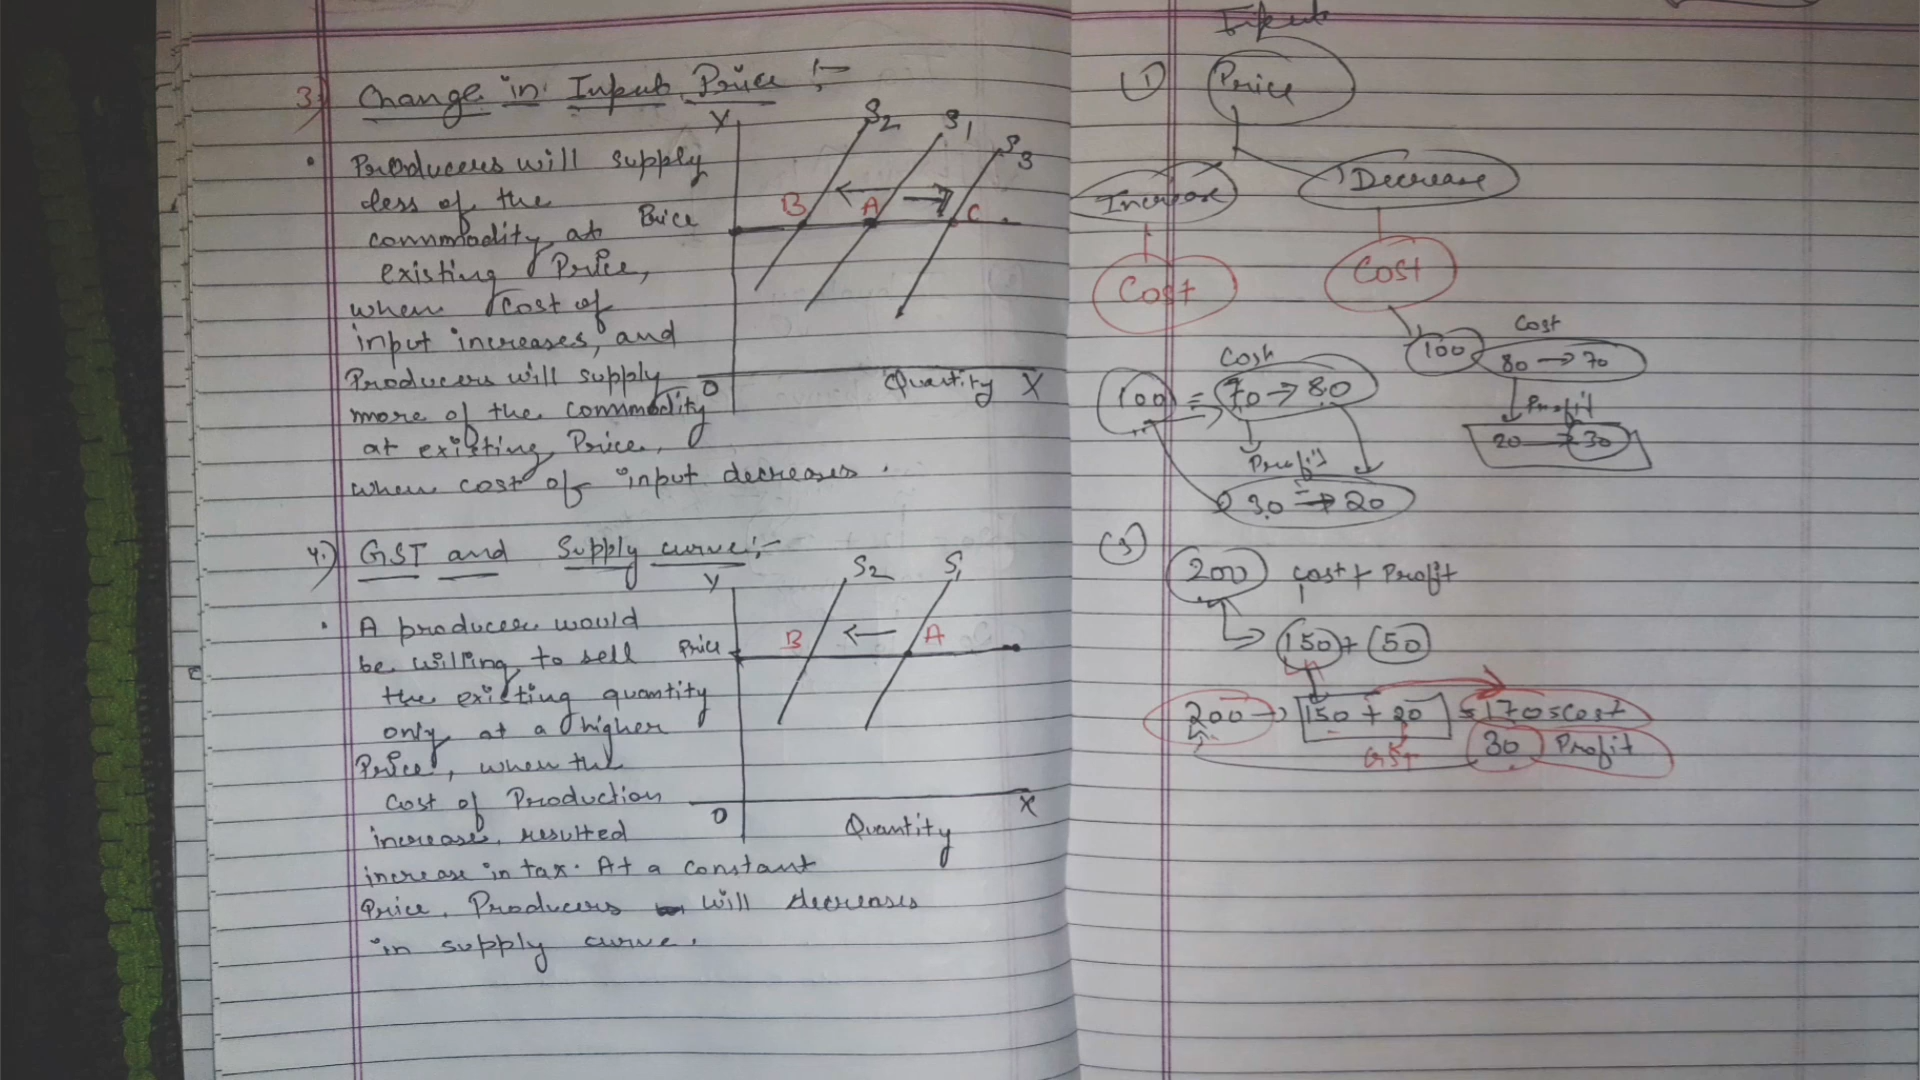 3) Change in Input Price :-
Y
S2
S1
S3
• Producers will supply
less of the
commodity at
Price
B
A
C
existing Price,
when cost of
input increases, and
Producers will supply
O
Quantity X
more of the commodity
at existing Price,
when cost of input decreases.
4.) GST and Supply curve :-
Y
S2
S1
• A producer would
be willing to sell
Price
B
A
the existing quantity
only at a higher
Price, when the
cost of Production
O
X
Quantity
increase, resulted
increase in tax. At a constant
Price, Producers will decreases
in supply curve.
Input
(1) Price
Increase
Decrease
Cost
Cost
Cost
100
80 → 70
Profit
20 → 30
Cost
100 = 70 → 80
Profit
30 → 20
200 cost + Profit
150 + 50
200 → 150 + 20 = 170 cost
GST
30 Profit